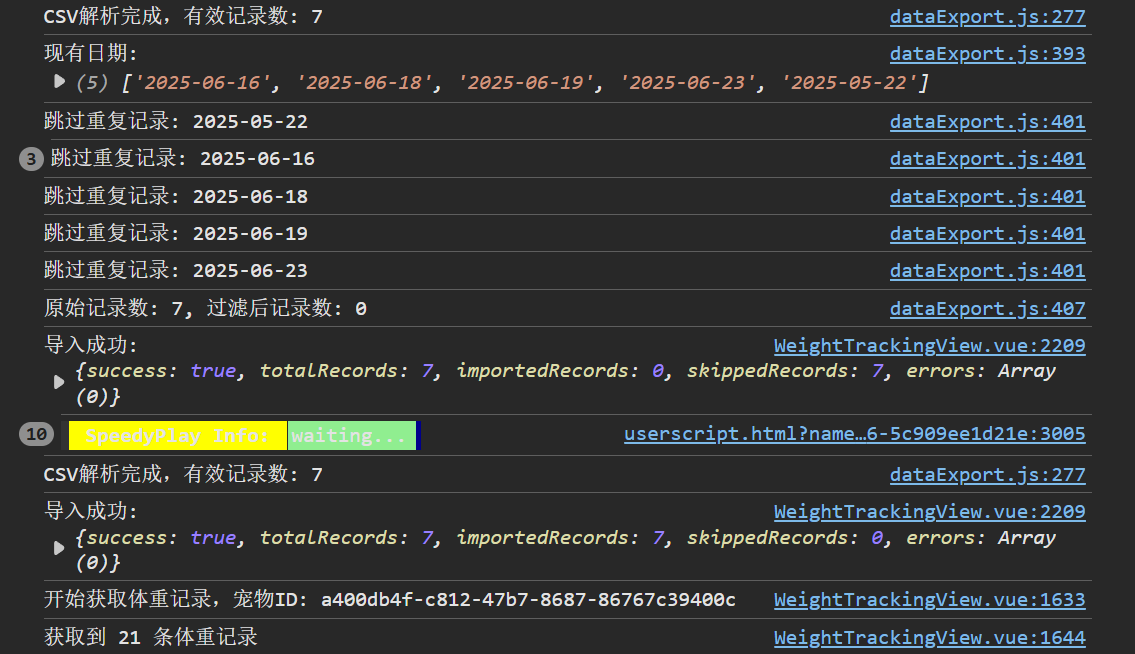 CSV解析完成，有效记录数: 7 dataExport.js:277
现有日期: dataExport.js:393
▶ (5) ['2025-06-16', '2025-06-18', '2025-06-19', '2025-06-23', '2025-05-22']
跳过重复记录: 2025-05-22 dataExport.js:401
3 跳过重复记录: 2025-06-16 dataExport.js:401
跳过重复记录: 2025-06-18 dataExport.js:401
跳过重复记录: 2025-06-19 dataExport.js:401
跳过重复记录: 2025-06-23 dataExport.js:401
原始记录数: 7, 过滤后记录数: 0 dataExport.js:407
导入成功: WeightTrackingView.vue:2209
▶ {success: true, totalRecords: 7, importedRecords: 0, skippedRecords: 7, errors: Array
(0)}
10 SpeedyPlay Info: waiting... userscript.html?name…6-5c909ee1d21e:3005
CSV解析完成，有效记录数: 7 dataExport.js:277
导入成功: WeightTrackingView.vue:2209
▶ {success: true, totalRecords: 7, importedRecords: 7, skippedRecords: 0, errors: Array
(0)}
开始获取体重记录，宠物ID: a400db4f-c812-47b7-8687-86767c39400c WeightTrackingView.vue:1633
获取到 21 条体重记录 WeightTrackingView.vue:1644